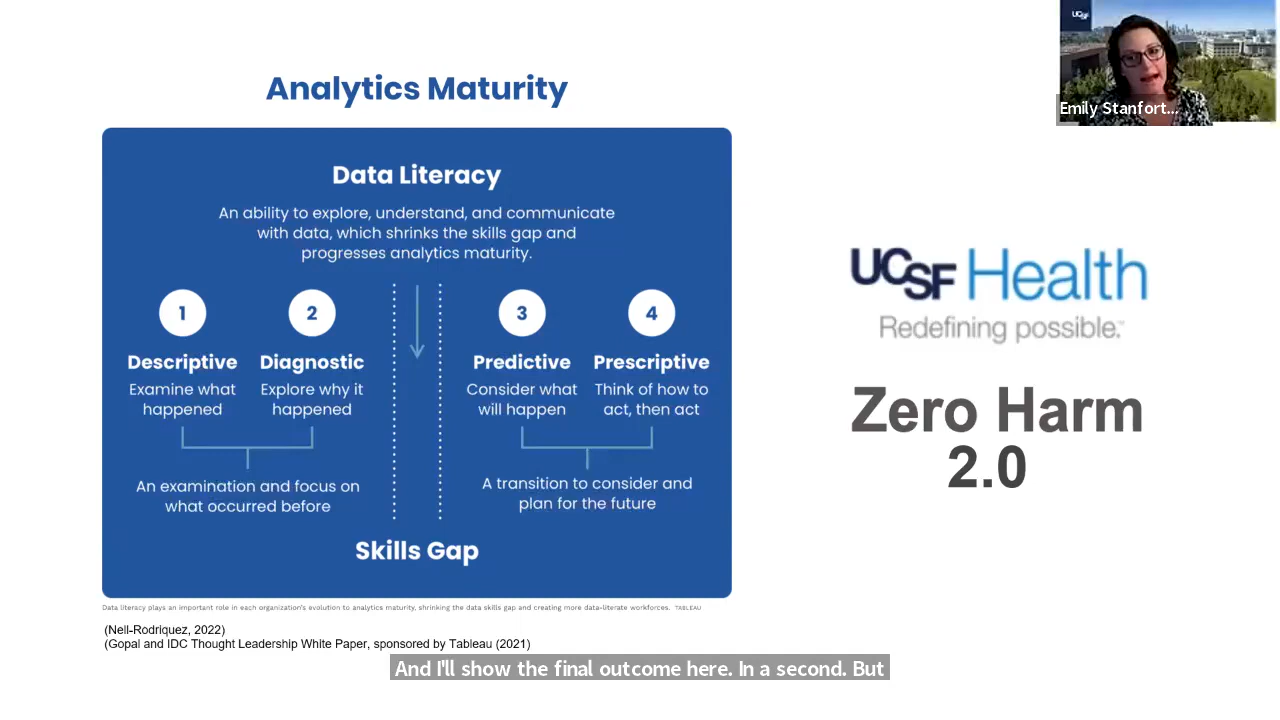 Analytics Maturity
Data Literacy
An ability to explore, understand, and communicate
with data, which shrinks the skills gap and
progresses analytics maturity.
1
Descriptive
Examine what
happened
2
Diagnostic
Explore why it
happened
An examination and focus on
what occurred before
3
Predictive
Consider what
will happen
4
Prescriptive
Think of how to
act, then act
A transition to consider and
plan for the future
Skills Gap
Data literacy plays an important role in each organization's evolution to analytics maturity, shrinking the data skills gap and creating more data-literate workforces. TABLEAU
(Nell-Rodriquez, 2022)
(Gopal and IDC Thought Leadership White Paper, sponsored by Tableau (2021)
UCSF
Emily Stanfort...
UCSF Health
Redefining possible.™
Zero Harm
2.0
And I'll show the final outcome here. In a second. But